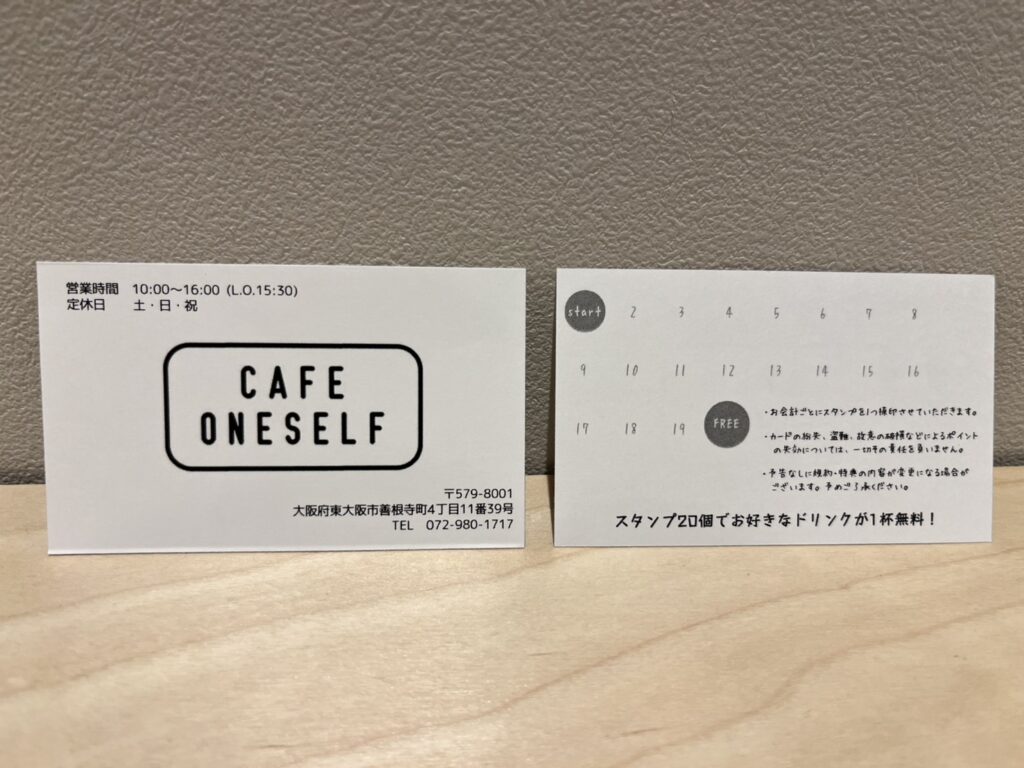 営業時間 10:00～16:00 (L.O.15:30)
定休日 土・日・祝
CAFE
ONESELF
〒579-8001
大阪府東大阪市善根寺町4丁目11番39号
TEL 072-980-1717
start 2 3 4 5 6 7 8
9 10 11 12 13 14 15 16
17 18 19 FREE
・お会計ごとにスタンプを1つ捺印させていただきます。
・カードの紛失、盗難、故意の破損などによるポイント
の失効については、一切その責任を負いません。
・予告なしに規約・特典の内容が変更になる場合が
ございます。予めご了承ください。
スタンプ20個でお好きなドリンクが1杯無料！